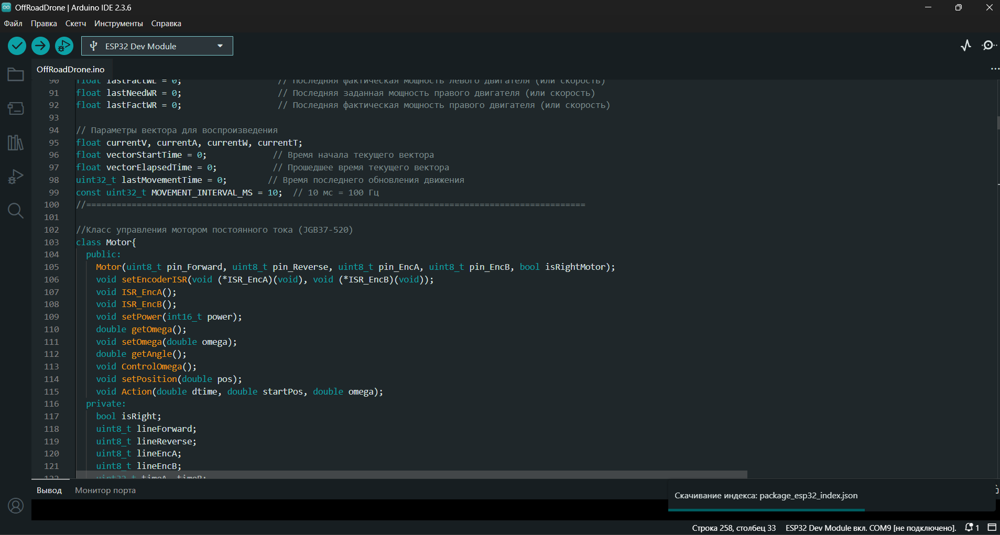 OffRoadDrone | Arduino IDE 2.3.6
Файл Правка Скетч Инструменты Справка
ESP32 Dev Module
OffRoadDrone.ino
90 float lastFactWL = 0; // Последняя фактическая мощность левого двигателя (или скорость)
91 float lastNeedWR = 0; // Последняя заданная мощность правого двигателя (или скорость)
92 float lastFactWR = 0; // Последняя фактическая мощность правого двигателя (или скорость)
93
94 // Параметры вектора для воспроизведения
95 float currentV, currentA, currentW, currentT;
96 float vectorStartTime = 0; // Время начала текущего вектора
97 float vectorElapsedTime = 0; // Прошедшее время текущего вектора
98 uint32_t lastMovementTime = 0; // Время последнего обновления движения
99 const uint32_t MOVEMENT_INTERVAL_MS = 10; // 10 мс = 100 Гц
100 //===================================================================================================
101
102 //Класс управления мотором постоянного тока (JGB37-520)
103 class Motor{
104 public:
105 Motor(uint8_t pin_Forward, uint8_t pin_Reverse, uint8_t pin_EncA, uint8_t pin_EncB, bool isRightMotor);
106 void setEncoderISR(void (*ISR_EncA)(void), void (*ISR_EncB)(void));
107 void ISR_EncA();
108 void ISR_EncB();
109 void setPower(int16_t power);
110 double getOmega();
111 void setOmega(double omega);
112 double getAngle();
113 void ControlOmega();
114 void setPosition(double pos);
115 void Action(double dtime, double startPos, double omega);
116 private:
117 bool isRight;
118 uint8_t lineForward;
119 uint8_t lineReverse;
120 uint8_t lineEncA;
121 uint8_t lineEncB;
122 uint32_t timeA, timeB;
Вывод Монитор порта
Скачивание индекса: package_esp32_index.json
Строка 258, столбец 33 ESP32 Dev Module вкл. COM9 [не подключено]. 1